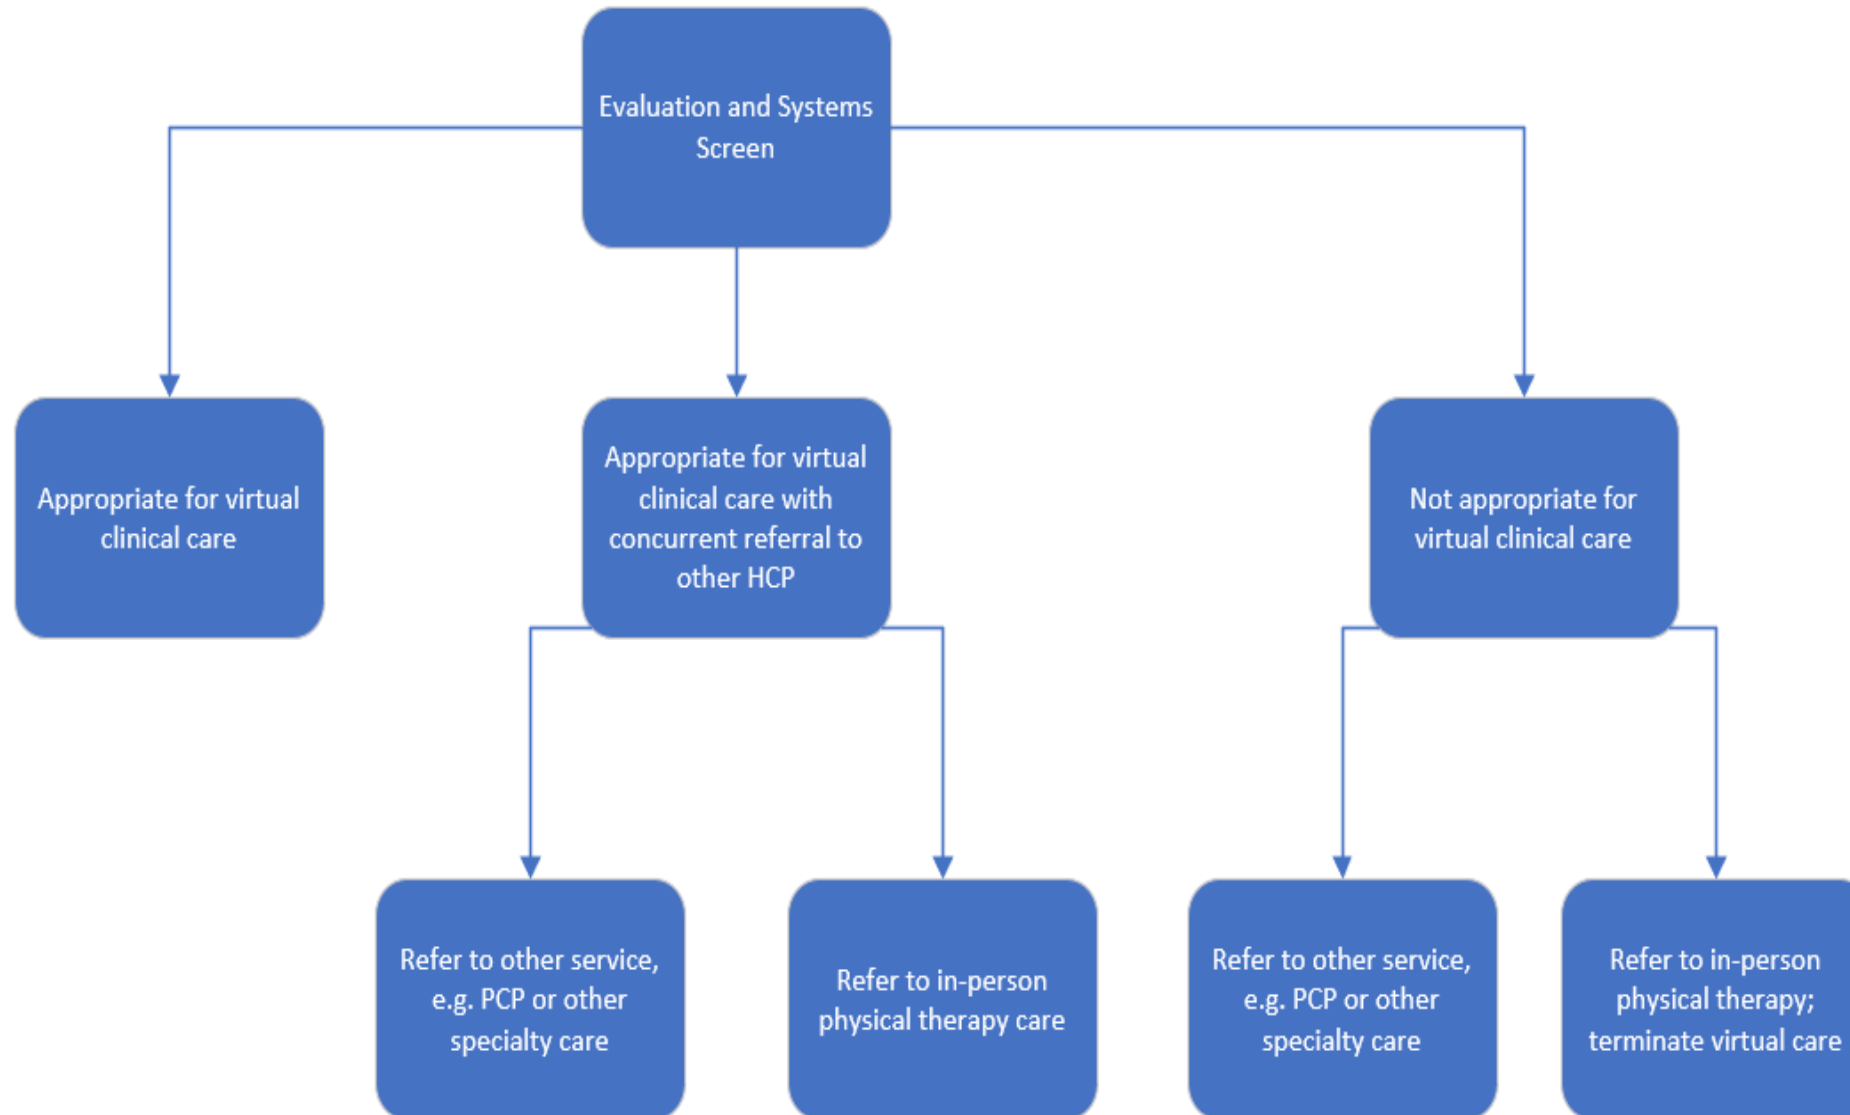 Evaluation and Systems
Screen
Appropriate for virtual
clinical care
Appropriate for virtual
clinical care with
concurrent referral to
other HCP
Not appropriate for
virtual clinical care
Refer to other service,
e.g. PCP or other
specialty care
Refer to in-person
physical therapy care
Refer to other service,
e.g. PCP or other
specialty care
Refer to in-person
physical therapy;
terminate virtual care